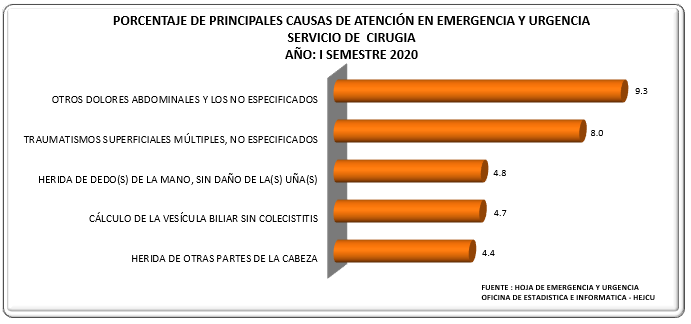 PORCENTAJE DE PRINCIPALES CAUSAS DE ATENCIÓN EN EMERGENCIA Y URGENCIA
SERVICIO DE CIRUGIA
AÑO: I SEMESTRE 2020
OTROS DOLORES ABDOMINALES Y LOS NO ESPECIFICADOS 9.3
TRAUMATISMOS SUPERFICIALES MÚLTIPLES, NO ESPECIFICADOS 8.0
HERIDA DE DEDO(S) DE LA MANO, SIN DAÑO DE LA(S) UÑA(S) 4.8
CÁLCULO DE LA VESÍCULA BILIAR SIN COLECISTITIS 4.7
HERIDA DE OTRAS PARTES DE LA CABEZA 4.4
FUENTE : HOJA DE EMERGENCIA Y URGENCIA
OFICINA DE ESTADISTICA E INFORMATICA - HEJCU